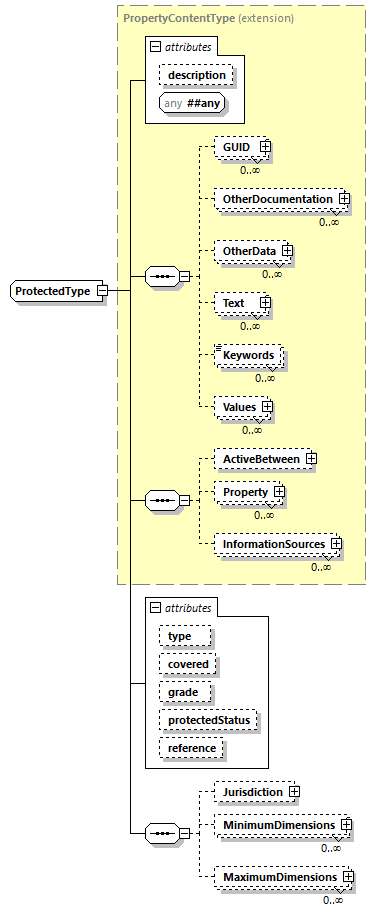 PropertyContentType (extension)
attributes
description
any ##any
GUID
0..∞
OtherDocumentation
0..∞
OtherData
0..∞
ProtectedType
Text
0..∞
Keywords
0..∞
Values
0..∞
ActiveBetween
Property
0..∞
InformationSources
0..∞
attributes
type
covered
grade
protectedStatus
reference
Jurisdiction
MinimumDimensions
0..∞
MaximumDimensions
0..∞